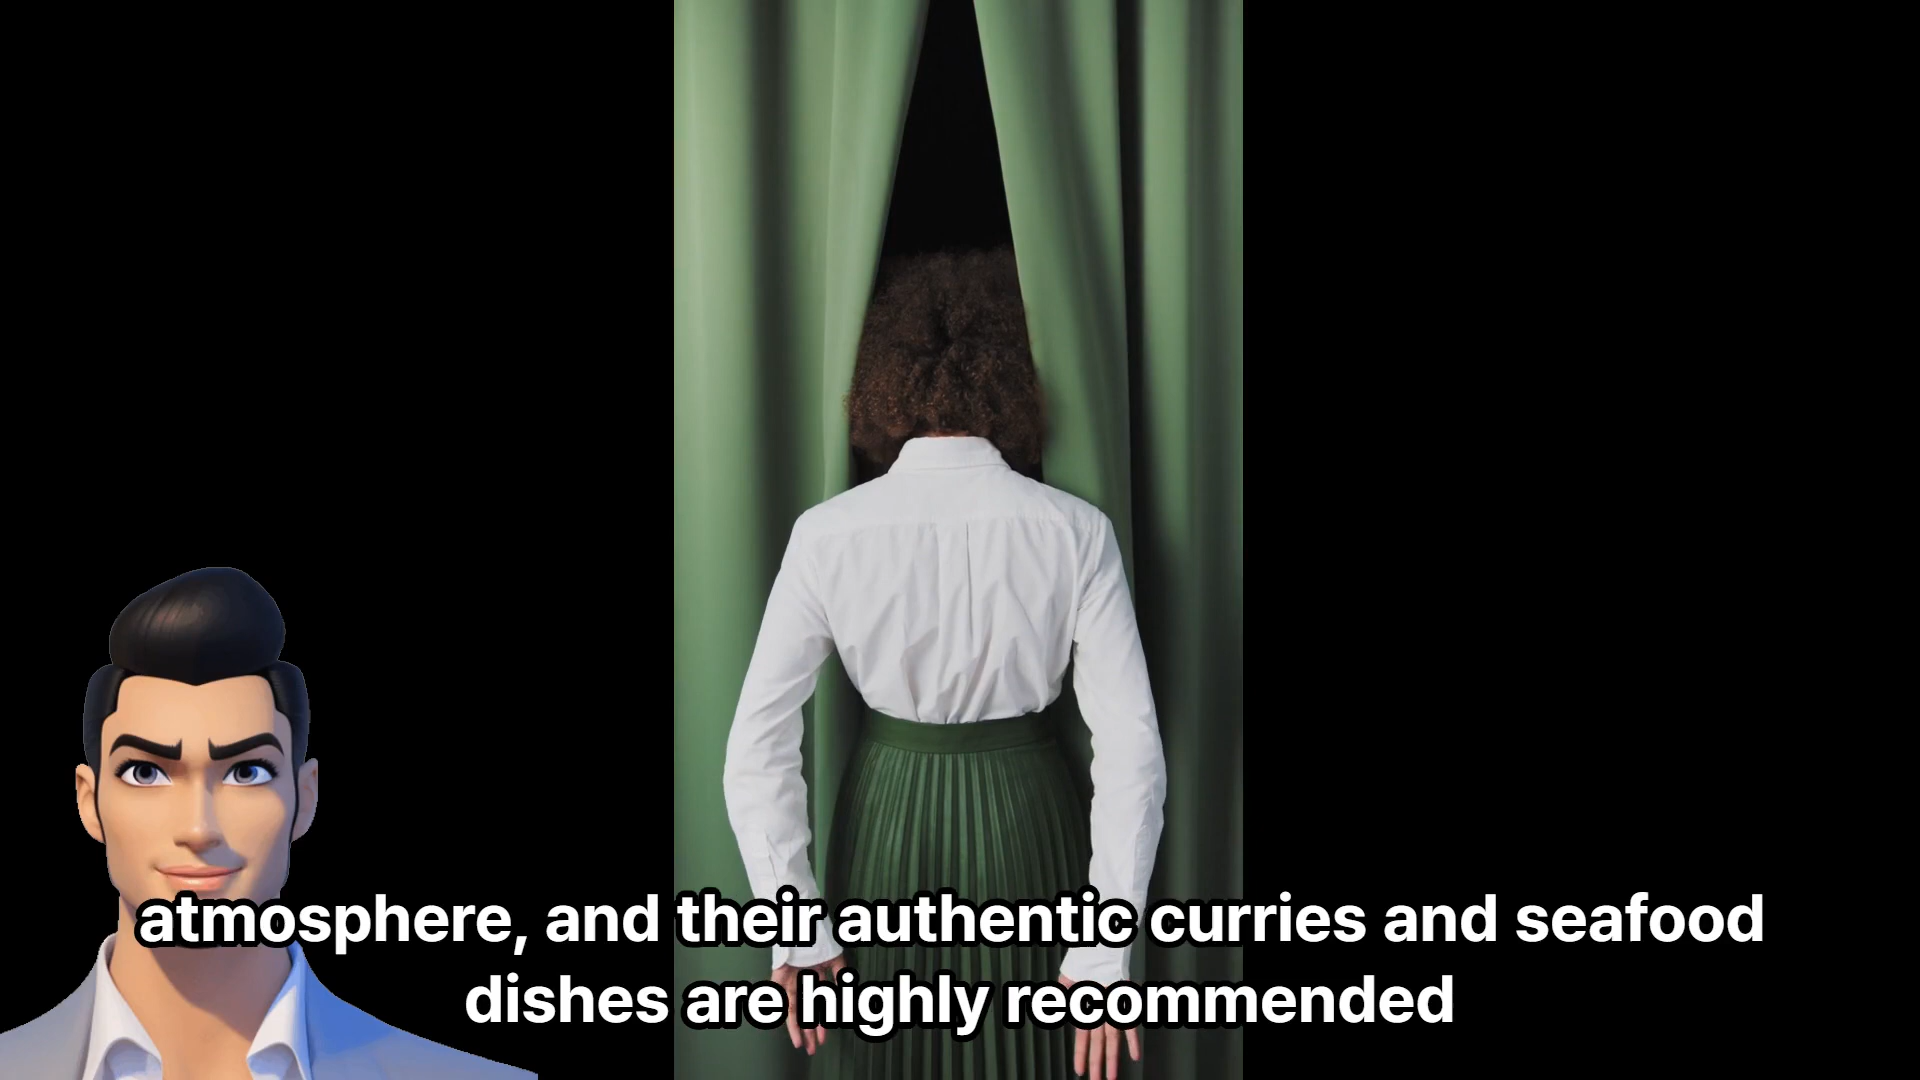 atmosphere, and their authentic curries and seafood
dishes are highly recommended